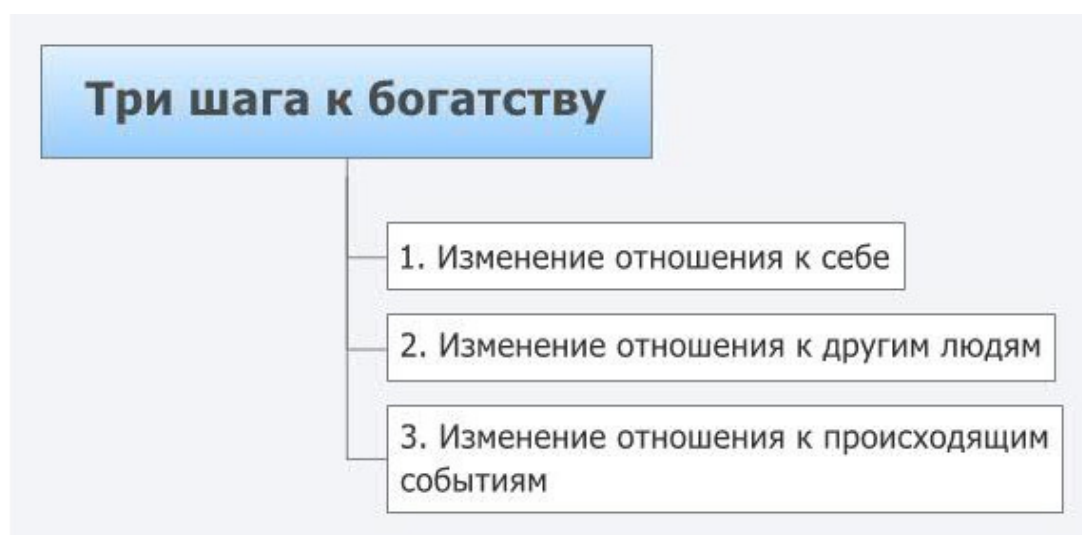 Три шага к богатству
1. Изменение отношения к себе
2. Изменение отношения к другим людям
3. Изменение отношения к происходящим
событиям